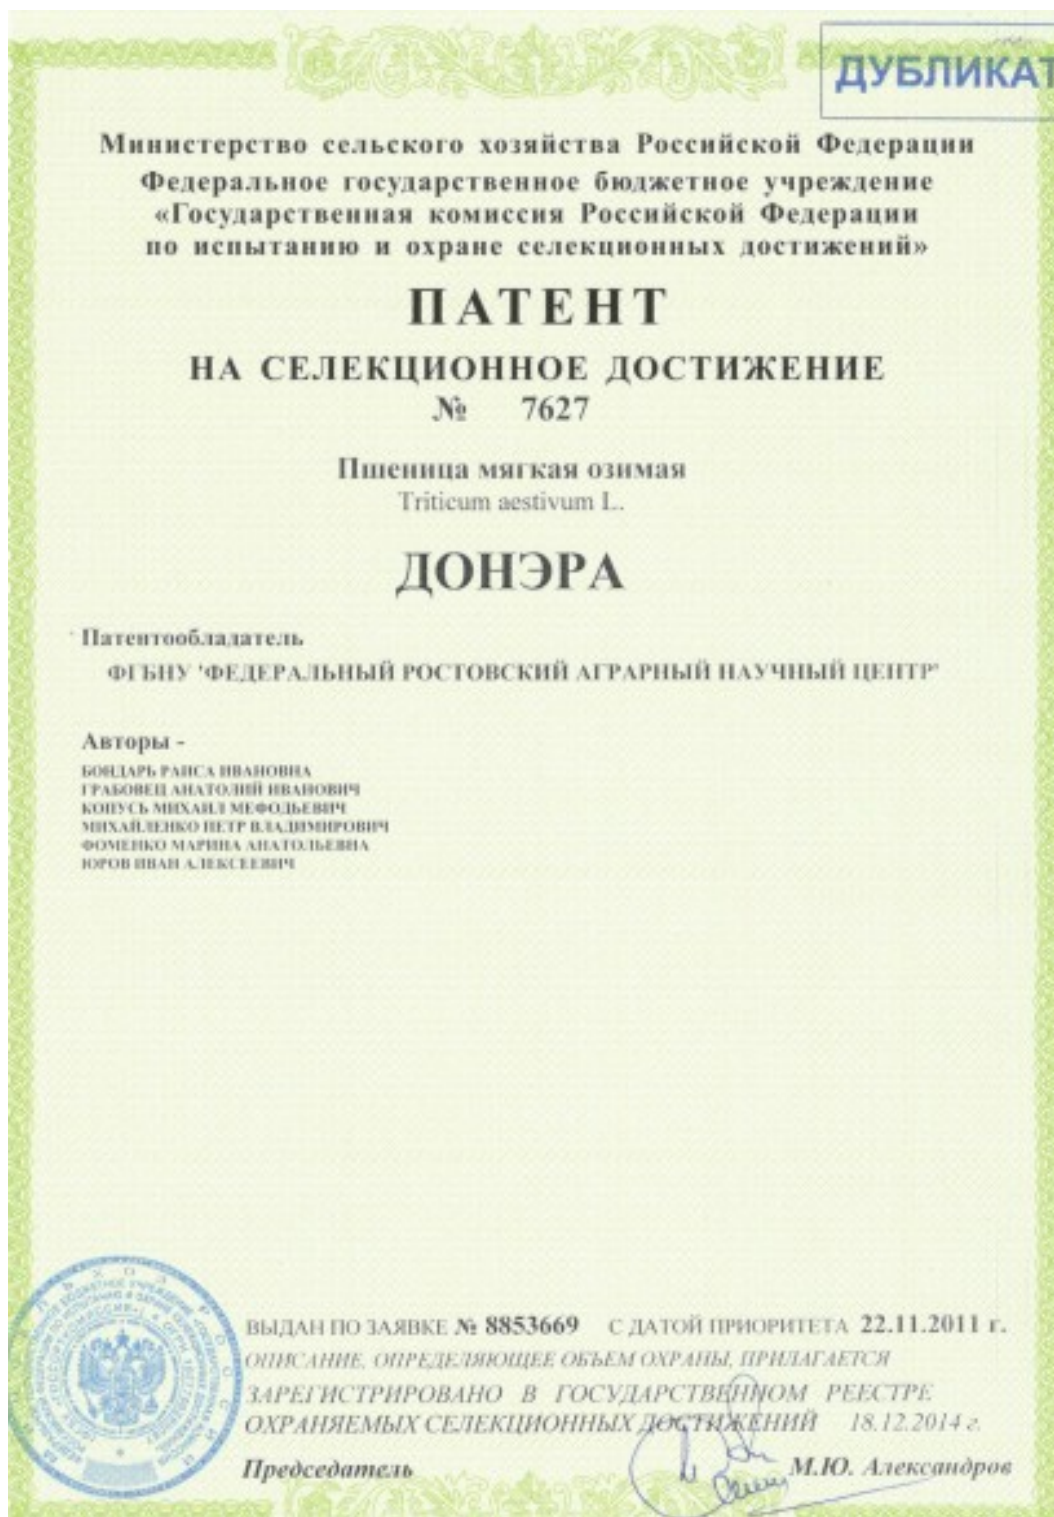 ДУБЛИКАТ
Министерство сельского хозяйства Российской Федерации
Федеральное государственное бюджетное учреждение
«Государственная комиссия Российской Федерации
по испытанию и охране селекционных достижений»
ПАТЕНТ
НА СЕЛЕКЦИОННОЕ ДОСТИЖЕНИЕ
№ 7627
Пшеница мягкая озимая
Triticum aestivum L.
ДОНЭРА
Патентообладатель
ФГБНУ 'ФЕДЕРАЛЬНЫЙ РОСТОВСКИЙ АГРАРНЫЙ НАУЧНЫЙ ЦЕНТР'
Авторы -
БОНДАРЬ РАИСА ИВАНОВНА
ГРАБОВЕЦ АНАТОЛИЙ ИВАНОВИЧ
КОПУСЬ МИХАИЛ МЕФОДЬЕВИЧ
МИХАЙЛЕНКО ПЕТР ВЛАДИМИРОВИЧ
ФОМЕНКО МАРИНА АНАТОЛЬЕВНА
ЮРОВ ИВАН АЛЕКСЕЕВИЧ
ВЫДАН ПО ЗАЯВКЕ № 8853669 С ДАТОЙ ПРИОРИТЕТА 22.11.2011 г.
ОПИСАНИЕ, ОПРЕДЕЛЯЮЩЕЕ ОБЪЕМ ОХРАНЫ, ПРИЛАГАЕТСЯ
ЗАРЕГИСТРИРОВАНО В ГОСУДАРСТВЕННОМ РЕЕСТРЕ
ОХРАНЯЕМЫХ СЕЛЕКЦИОННЫХ ДОСТИЖЕНИЙ 18.12.2014 г.
Председатель М.Ю. Александров